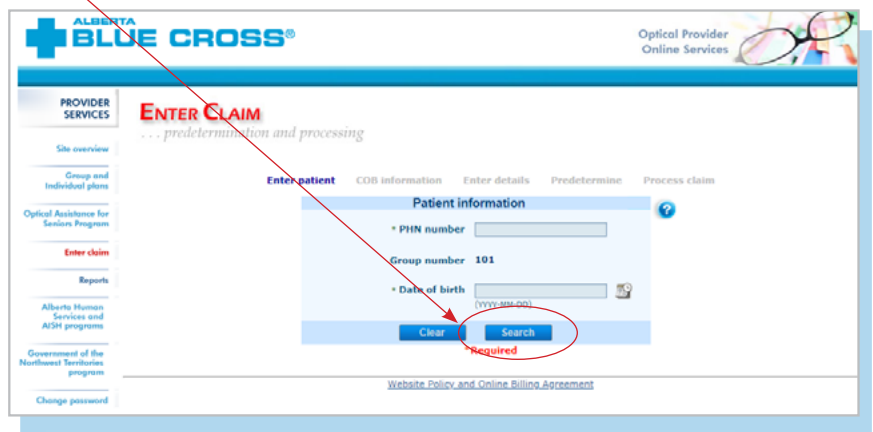 ALBERTA
BLUE CROSS®
Optical Provider
Online Services
PROVIDER
SERVICES
Site overview
Group and
Individual plans
Optical Assistance for
Seniors Program
Enter claim
Reports
Alberta Human
Services and
AISH programs
Government of the
Northwest Territories
program
Change password
ENTER CLAIM
. . . predetermination and processing
Enter patient COB information Enter details Predetermine Process claim
Patient information
?
* PHN number
Group number 101
* Date of birth
(YYYY-MM-DD)
Clear Search
*Required
Website Policy and Online Billing Agreement